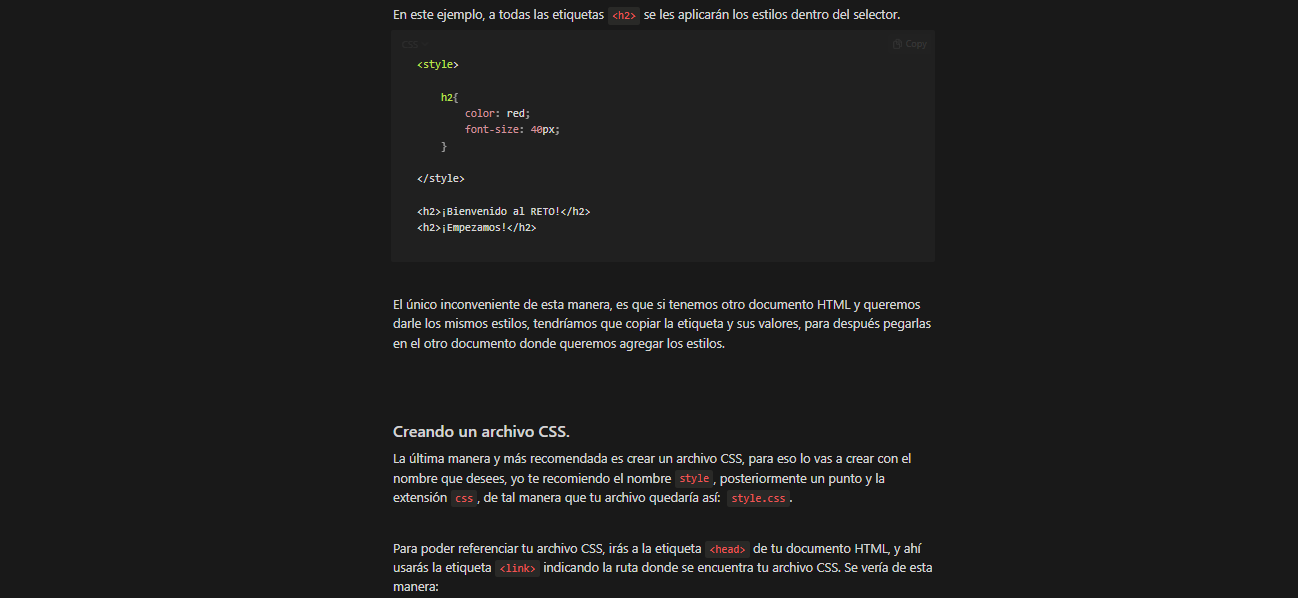 En este ejemplo, a todas las etiquetas <h2> se les aplicarán los estilos dentro del selector.
CSS
Copy
<style>
h2{
color: red;
font-size: 40px;
}
</style>
<h2>¡Bienvenido al RETO!</h2>
<h2>¡Empezamos!</h2>
El único inconveniente de esta manera, es que si tenemos otro documento HTML y queremos
darle los mismos estilos, tendríamos que copiar la etiqueta y sus valores, para después pegarlas
en el otro documento donde queremos agregar los estilos.
Creando un archivo CSS.
La última manera y más recomendada es crear un archivo CSS, para eso lo vas a crear con el
nombre que desees, yo te recomiendo el nombre style, posteriormente un punto y la
extensión css, de tal manera que tu archivo quedaría así: style.css.
Para poder referenciar tu archivo CSS, irás a la etiqueta <head> de tu documento HTML, y ahí
usarás la etiqueta <link> indicando la ruta donde se encuentra tu archivo CSS. Se vería de esta
manera: